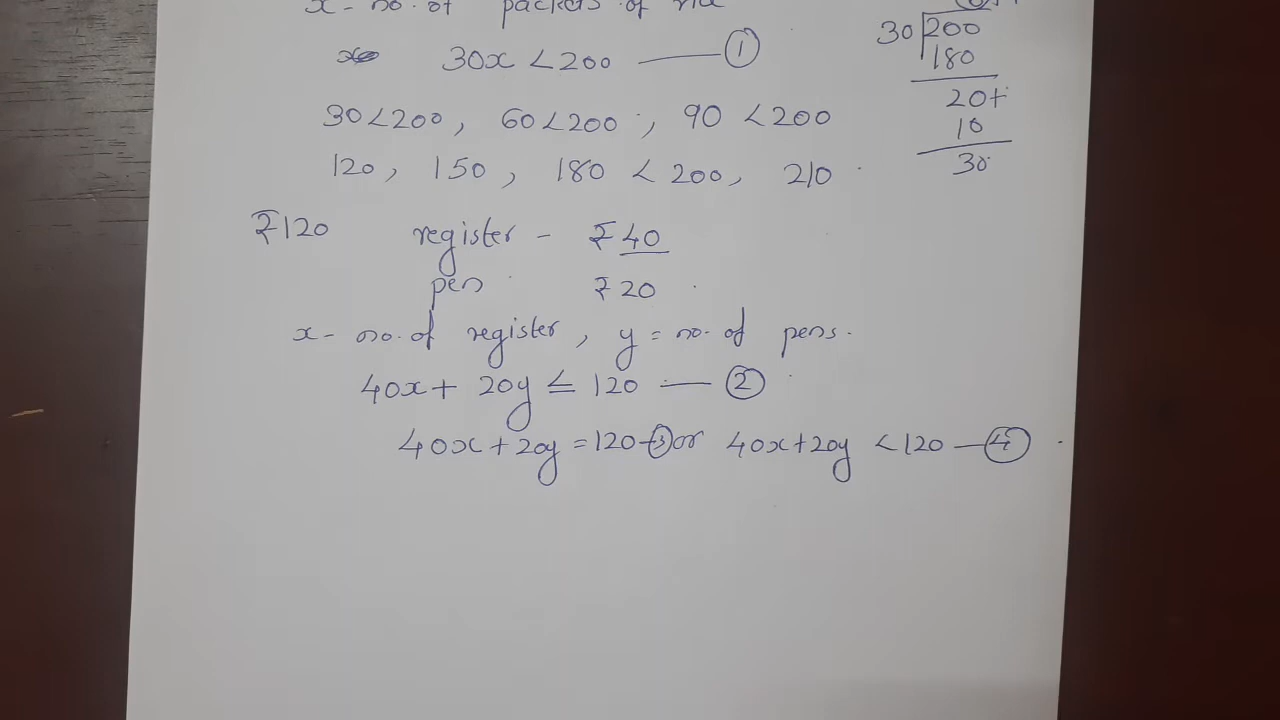 x - no. of packets of
30x < 200 —— ①
30 < 200 , 60 < 200 , 90 < 200
120 , 150 , 180 < 200 , 210 .
30 200
180
20+
10
30
₹120 register - ₹40
pen ₹20
x - no. of register , y = no. of pens.
40x + 20y ≤ 120 —— ②
40x + 20y = 120 - ③ or 40x + 20y < 120 — ④